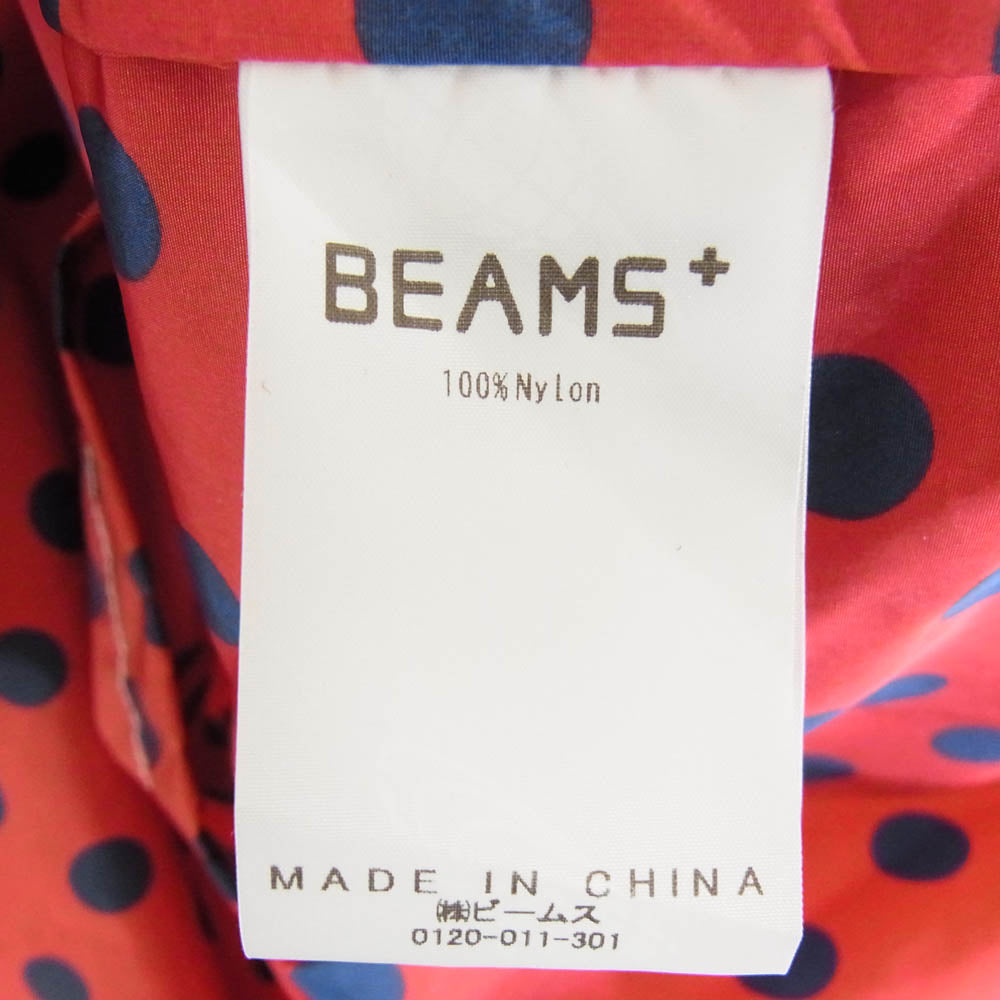 BEAMS+
100%Nylon
MADE IN CHINA
㈱ビームス
0120-011-301